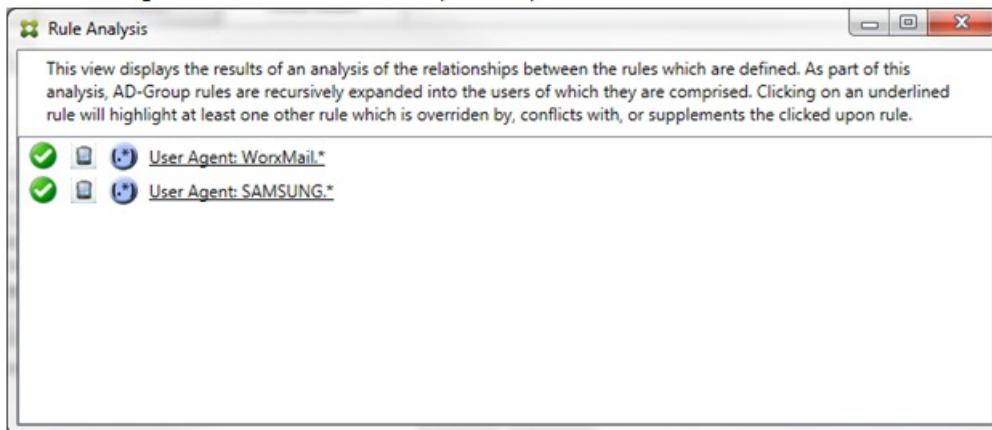 Rule Analysis
This view displays the results of an analysis of the relationships between the rules which are defined. As part of this
analysis, AD-Group rules are recursively expanded into the users of which they are comprised. Clicking on an underlined
rule will highlight at least one other rule which is overriden by, conflicts with, or supplements the clicked upon rule.
(.*) User Agent: WorxMail.*
(.*) User Agent: SAMSUNG.*